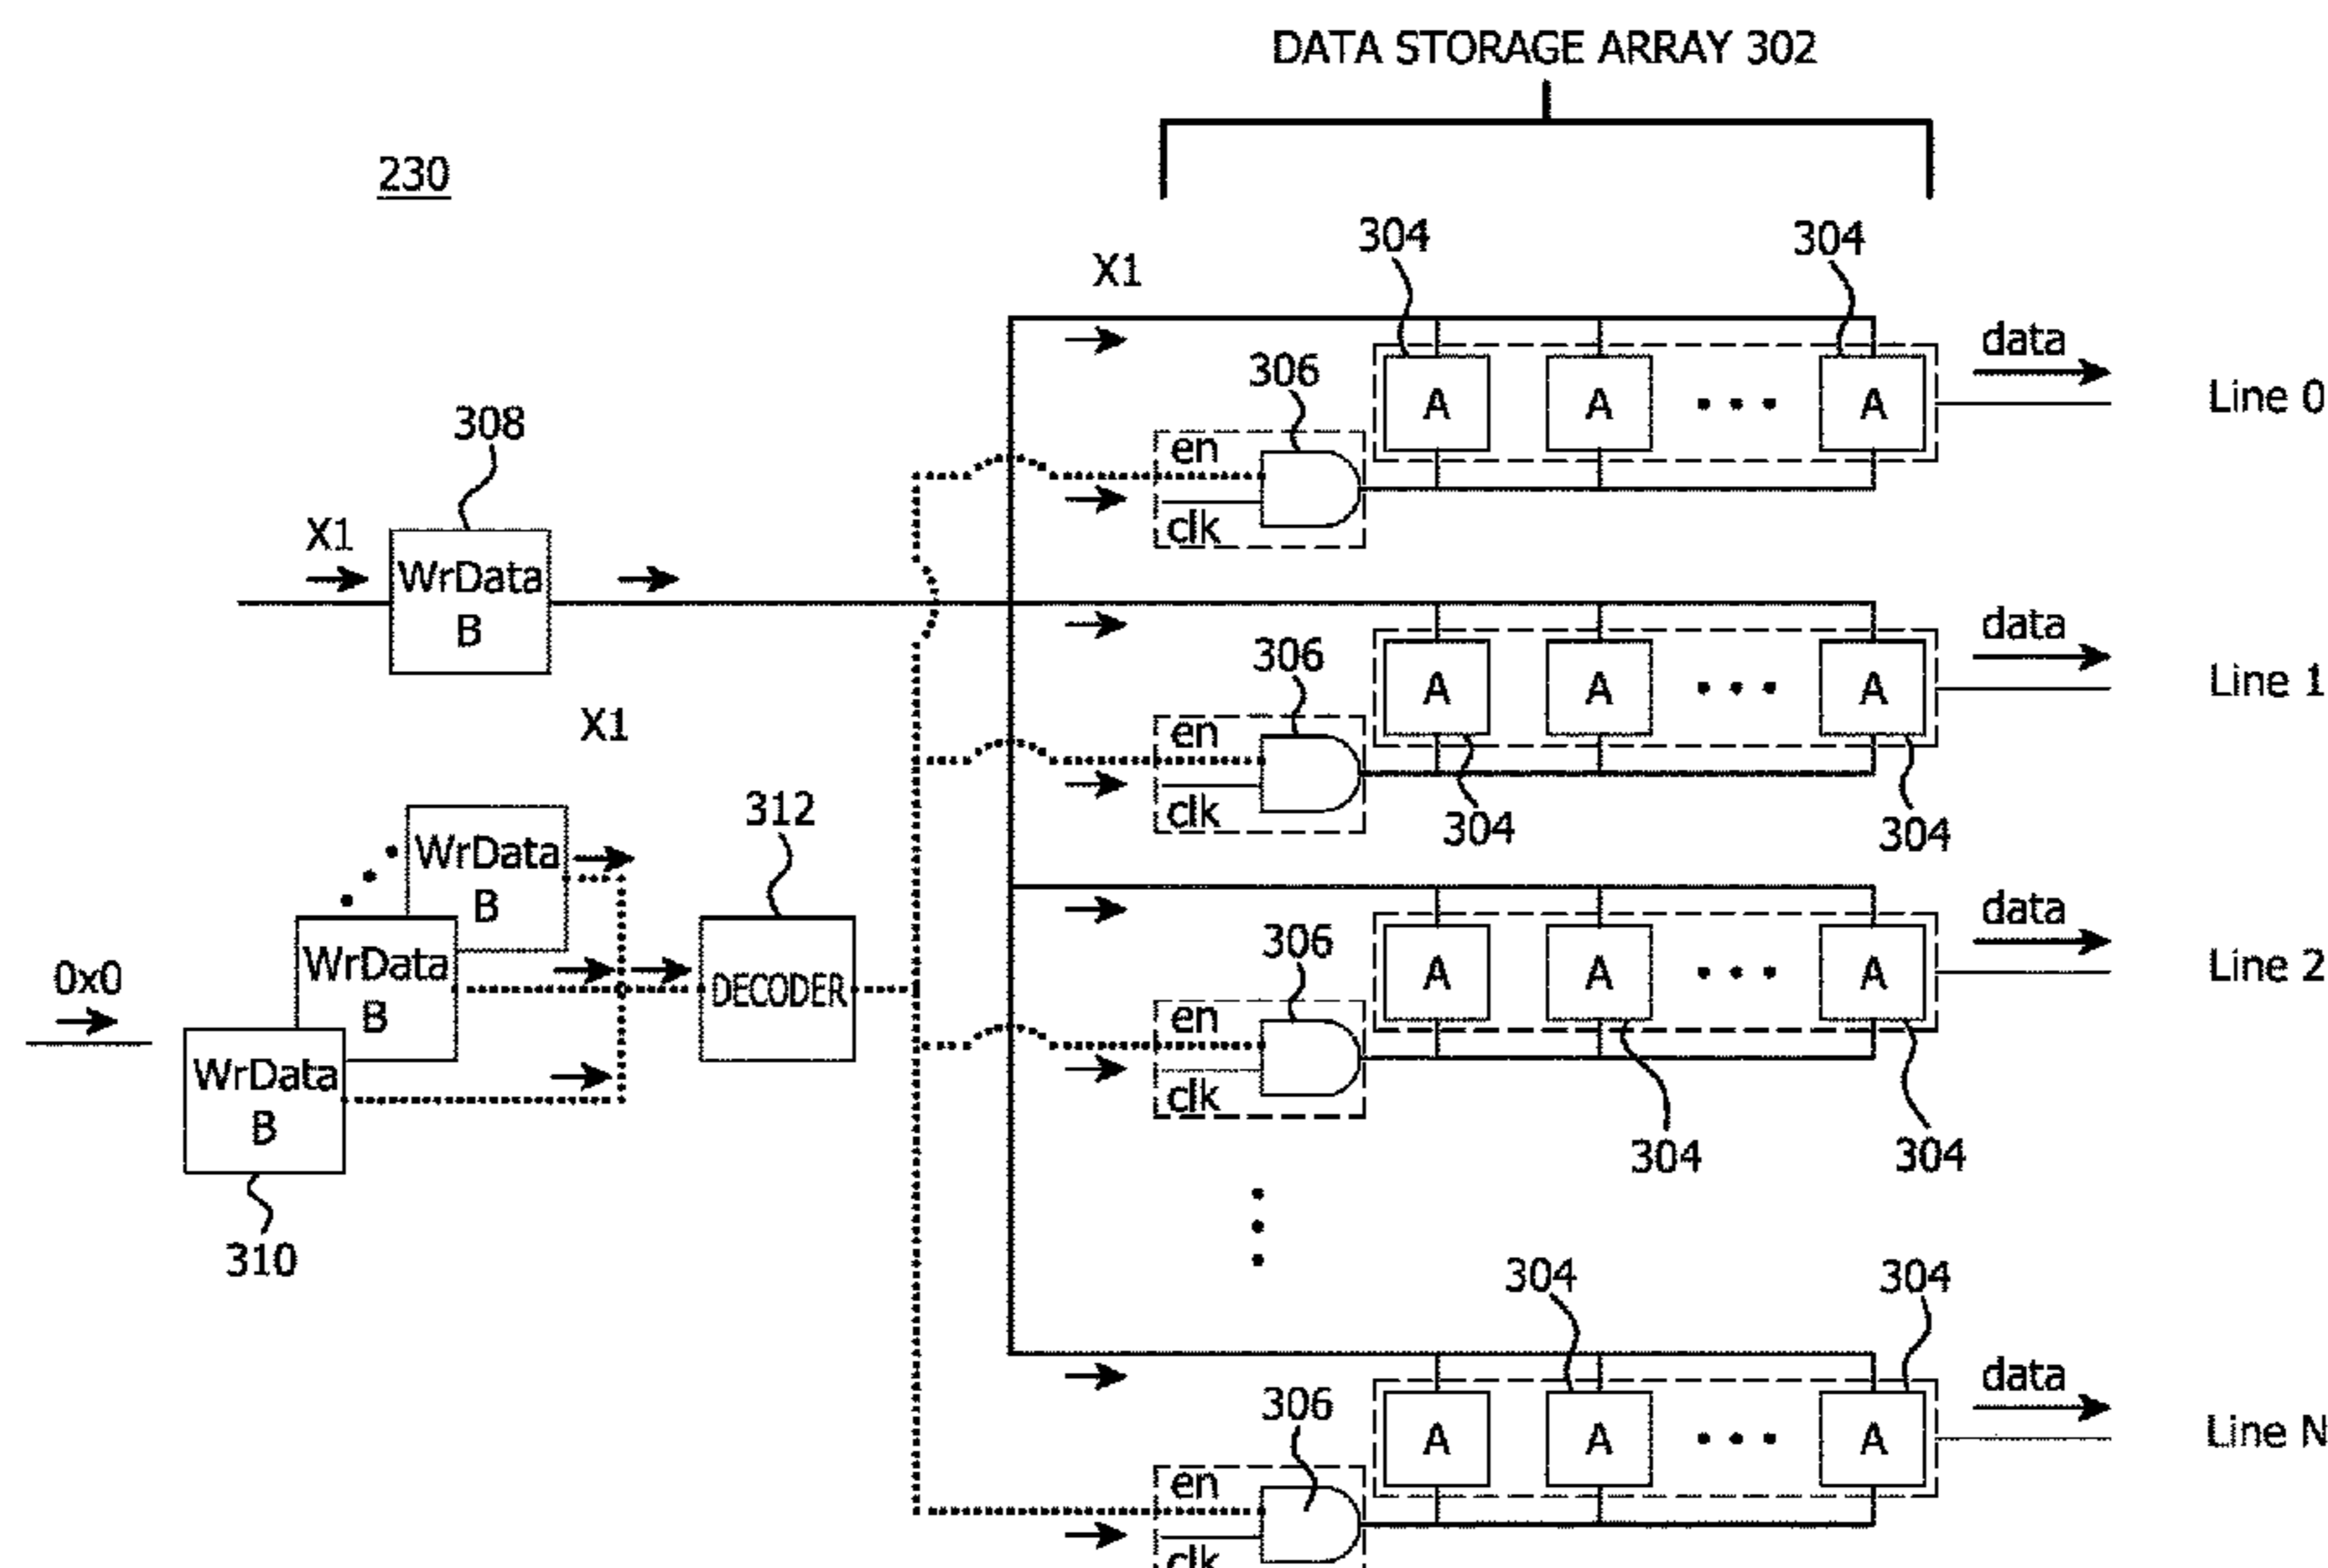 DATA STORAGE ARRAY 302
230
304 304
X1
data
306
A A A Line 0
308
en
X1
clk
WrData
B
data
306
A A A Line 1
X1
en
312
clk
304 304
WrData
B
data
306
WrData
B
A A A Line 2
0x0
DECODER
en
WrData
B
clk
304 304
310
304 304
data
306
A A A Line N
en
clk